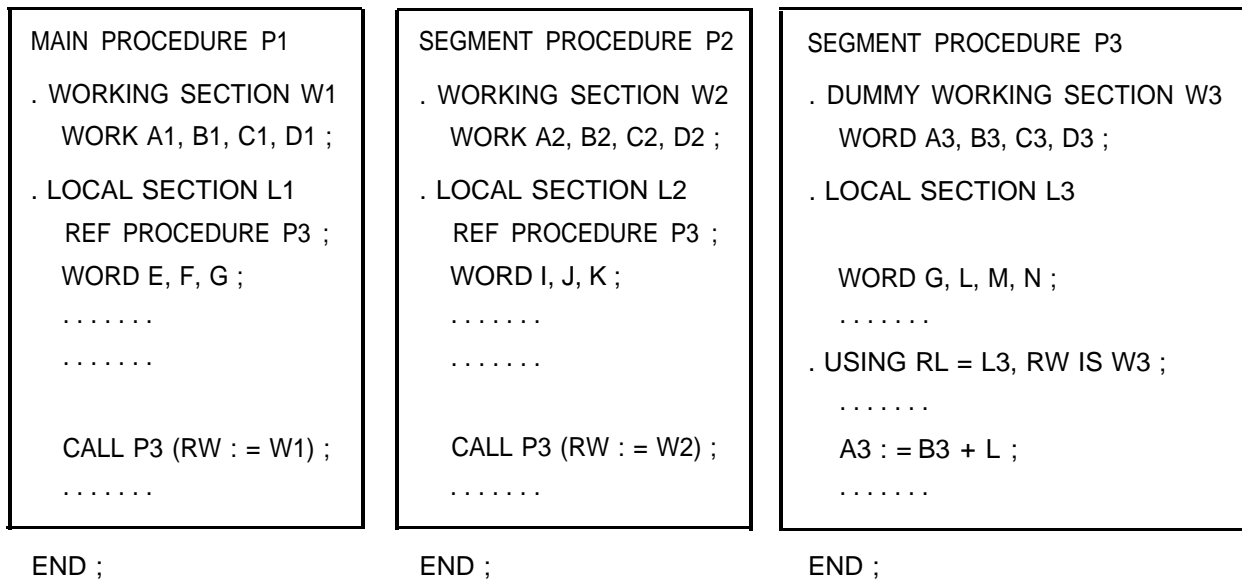 MAIN PROCEDURE P1
. WORKING SECTION W1
WORK A1, B1, C1, D1 ;
. LOCAL SECTION L1
REF PROCEDURE P3 ;
WORD E, F, G ;
. . . . . . .
. . . . . . .
CALL P3 (RW : = W1) ;
. . . . . . .
END ;
SEGMENT PROCEDURE P2
. WORKING SECTION W2
WORK A2, B2, C2, D2 ;
. LOCAL SECTION L2
REF PROCEDURE P3 ;
WORD I, J, K ;
. . . . . . .
. . . . . . .
CALL P3 (RW : = W2) ;
. . . . . . .
END ;
SEGMENT PROCEDURE P3
. DUMMY WORKING SECTION W3
WORD A3, B3, C3, D3 ;
. LOCAL SECTION L3
WORD G, L, M, N ;
. . . . . . .
. USING RL = L3, RW IS W3 ;
. . . . . . .
A3 : = B3 + L ;
. . . . . . .
END ;